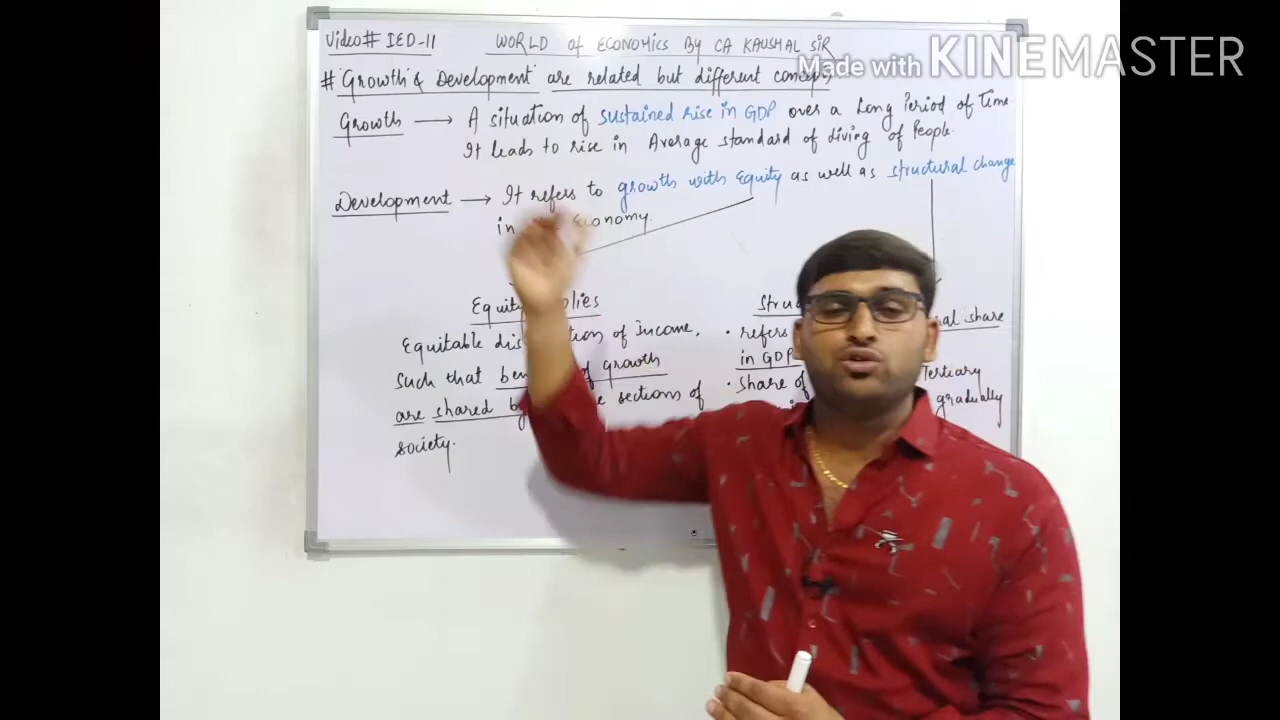 Video# IED-11 WORLD of ECONOMICS BY CA KAUSHAL SIR
Made with KINEMASTER
# "Growth & Development" are related but different concepts
Growth → A situation of sustained rise in GDP over a Long Period of Time.
It leads to rise in Average standard of living of People.
Development → It refers to growth with Equity as well as structural change
in Economy.
Equity
Equitable of Income,
such that of growth
are shared sections of
society.
• refers al share
in GDP
• share of Tertiary
gradually